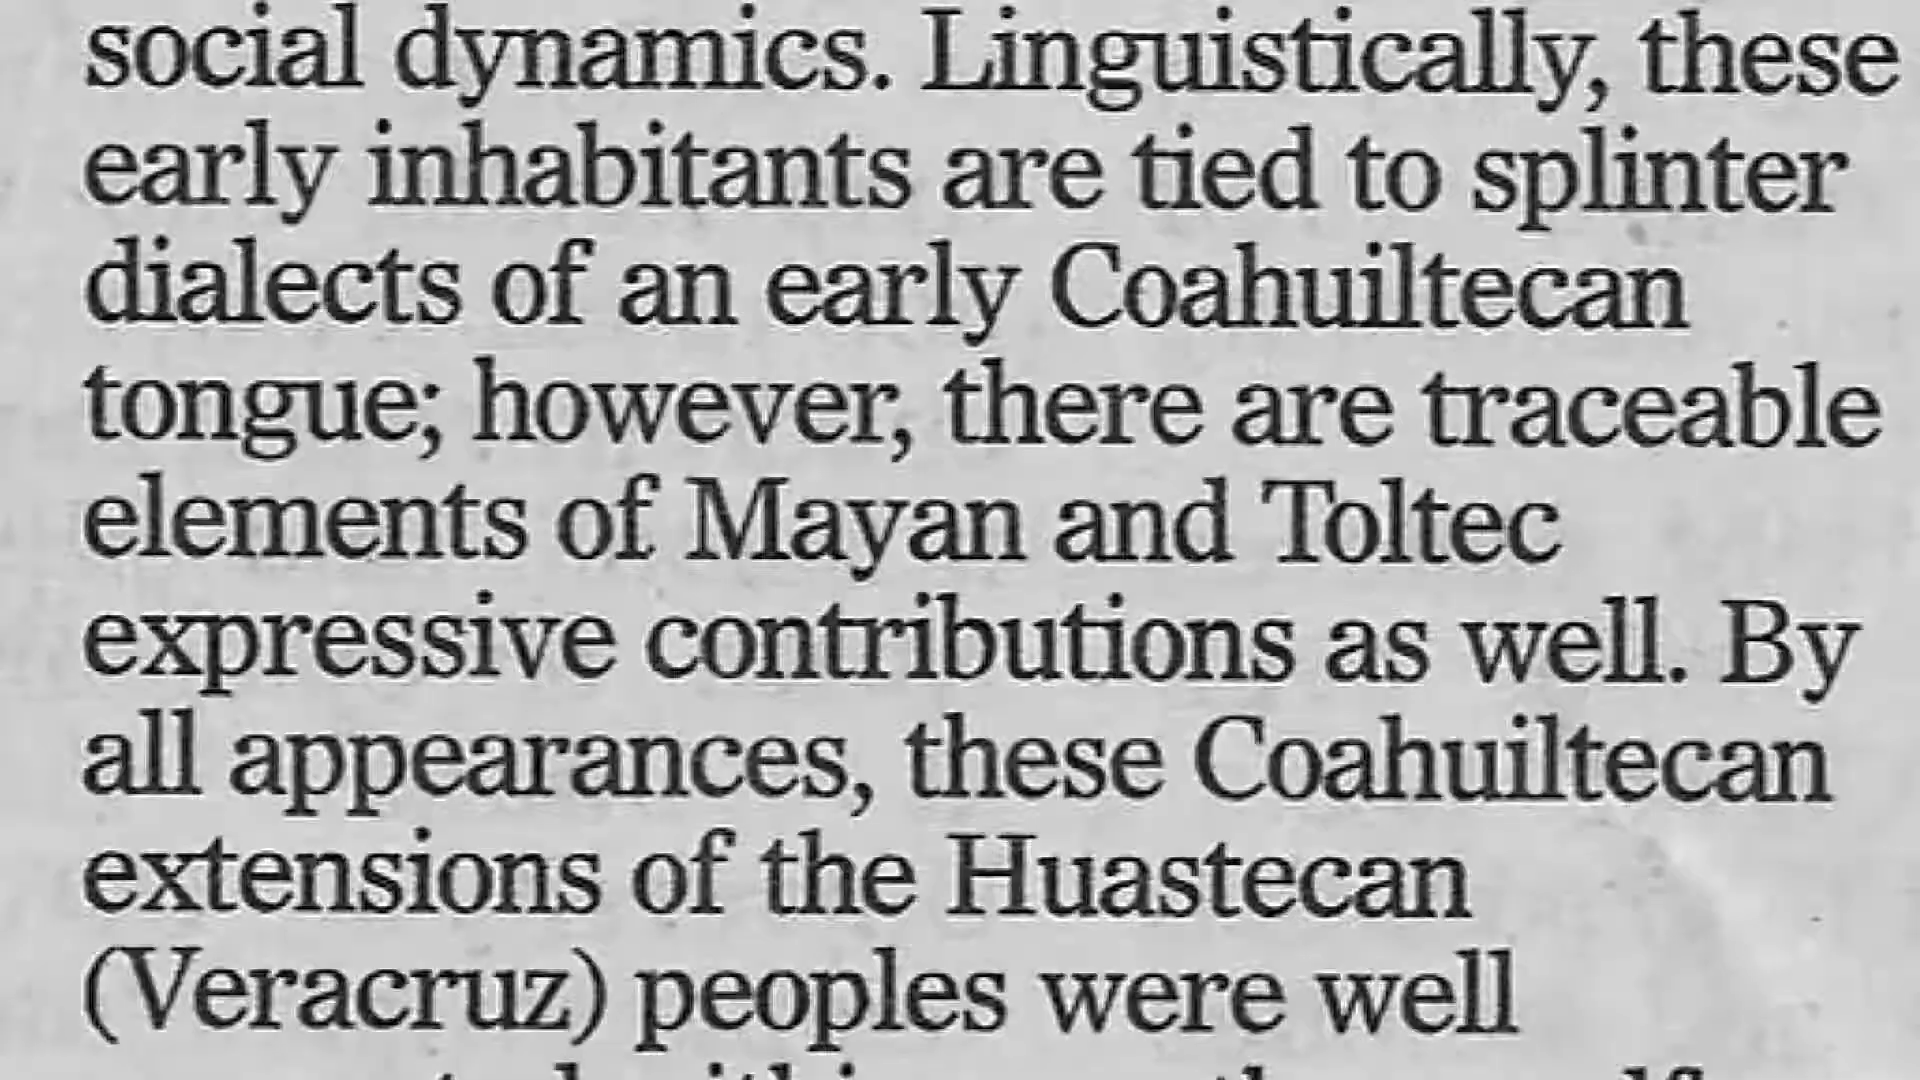 social dynamics. Linguistically, these
early inhabitants are tied to splinter
dialects of an early Coahuiltecan
tongue; however, there are traceable
elements of Mayan and Toltec
expressive contributions as well. By
all appearances, these Coahuiltecan
extensions of the Huastecan
(Veracruz) peoples were well